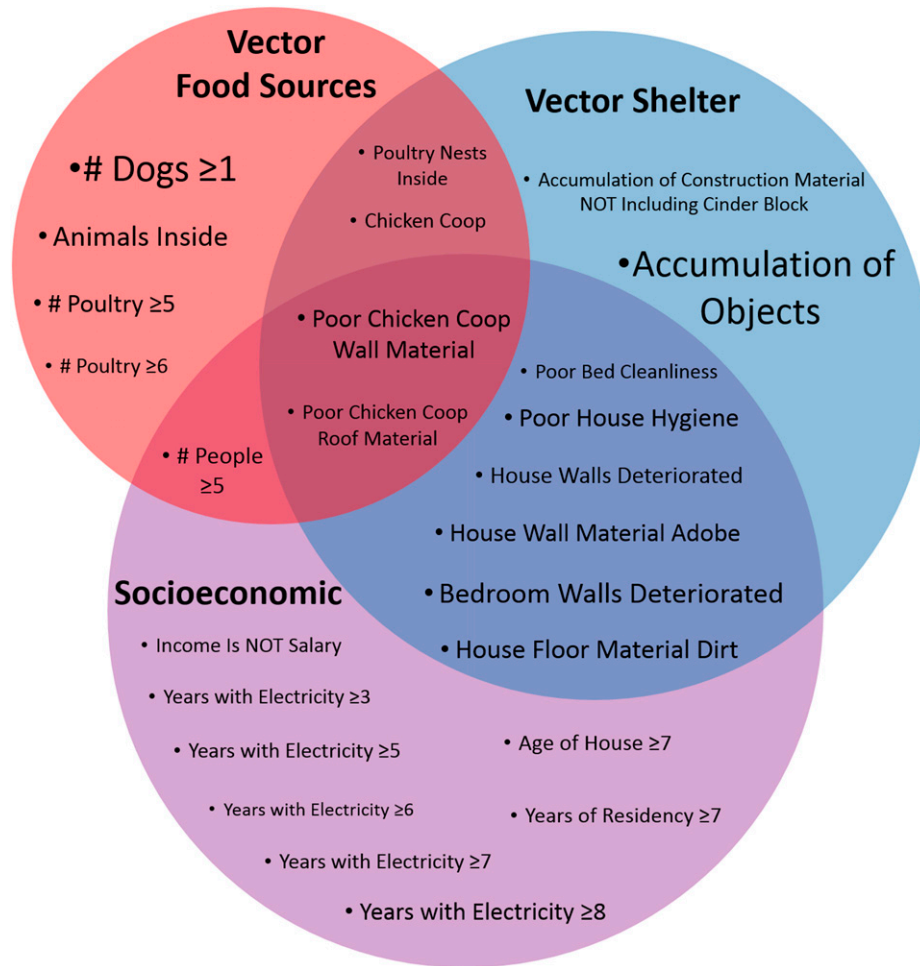 Vector
Food Sources
• # Dogs ≥1
• Animals Inside
• # Poultry ≥5
• # Poultry ≥6
• Poultry Nests
Inside
• Chicken Coop
Vector Shelter
• Accumulation of Construction Material
NOT Including Cinder Block
• Accumulation of
Objects
• Poor Chicken Coop
Wall Material
• Poor Chicken Coop
Roof Material
• # People
≥5
• Poor Bed Cleanliness
• Poor House Hygiene
• House Walls Deteriorated
• House Wall Material Adobe
• Bedroom Walls Deteriorated
• House Floor Material Dirt
Socioeconomic
• Income Is NOT Salary
• Years with Electricity ≥3
• Years with Electricity ≥5
• Years with Electricity ≥6
• Years with Electricity ≥7
• Years with Electricity ≥8
• Age of House ≥7
• Years of Residency ≥7